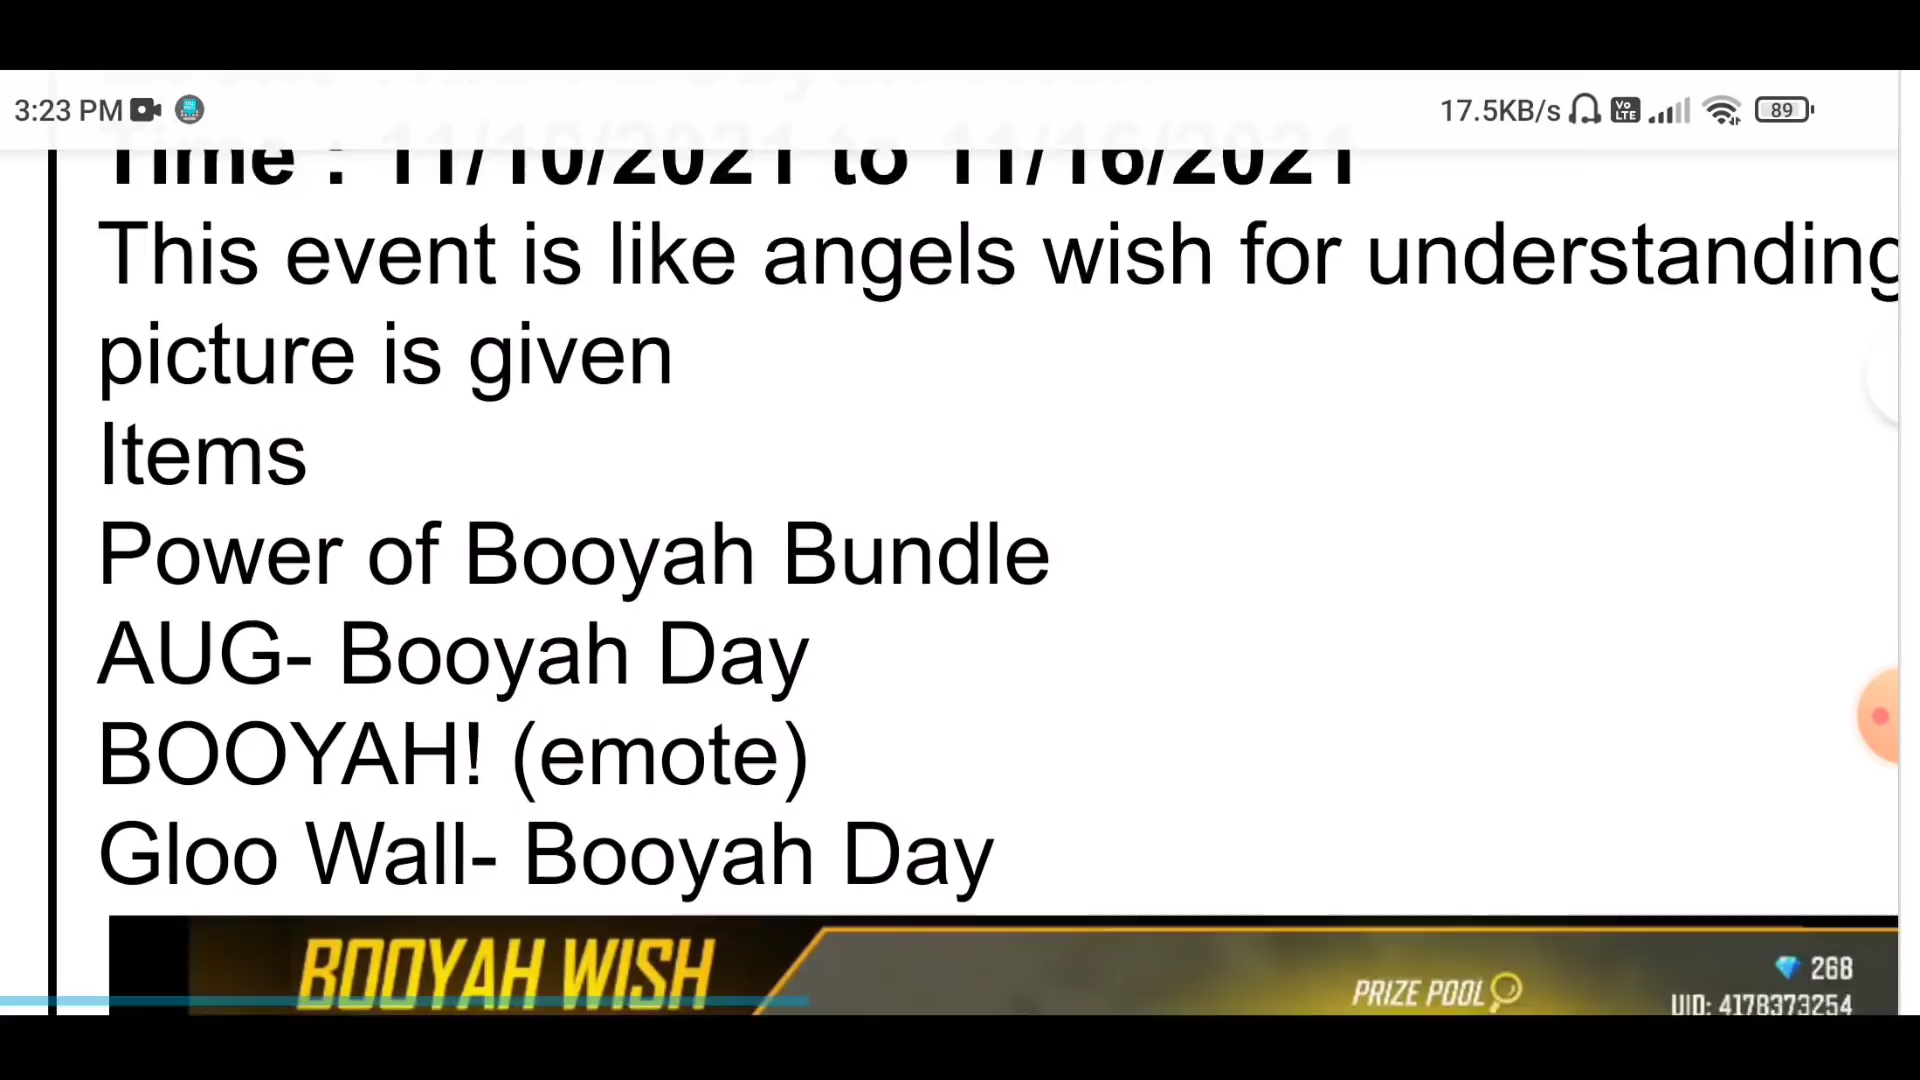 3:23 PM
17.5KB/s Vo LTE 89
Time : 11/10/2021 to 11/16/2021
This event is like angels wish for understanding
picture is given
Items
Power of Booyah Bundle
AUG- Booyah Day
BOOYAH! (emote)
Gloo Wall- Booyah Day
BOOYAH WISH
PRIZE POOL
268
UID: 4178373254